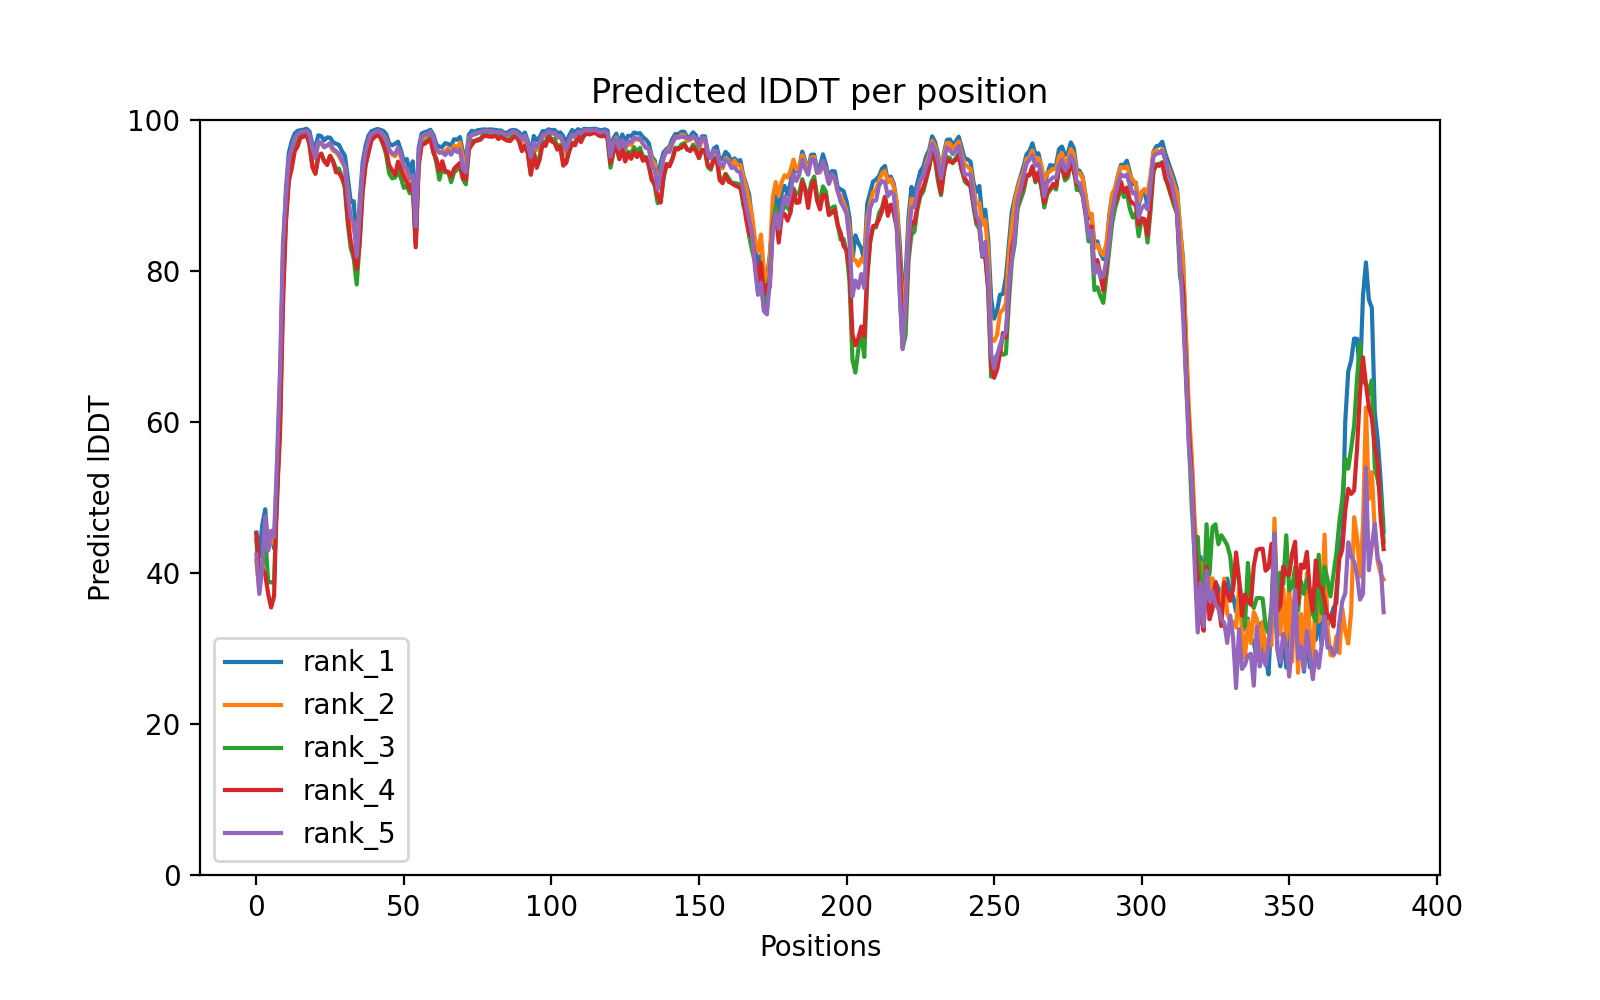 Predicted lDDT per position
100
80
60
40
20
0
Predicted lDDT
rank_1
rank_2
rank_3
rank_4
rank_5
0 50 100 150 200 250 300 350 400
Positions